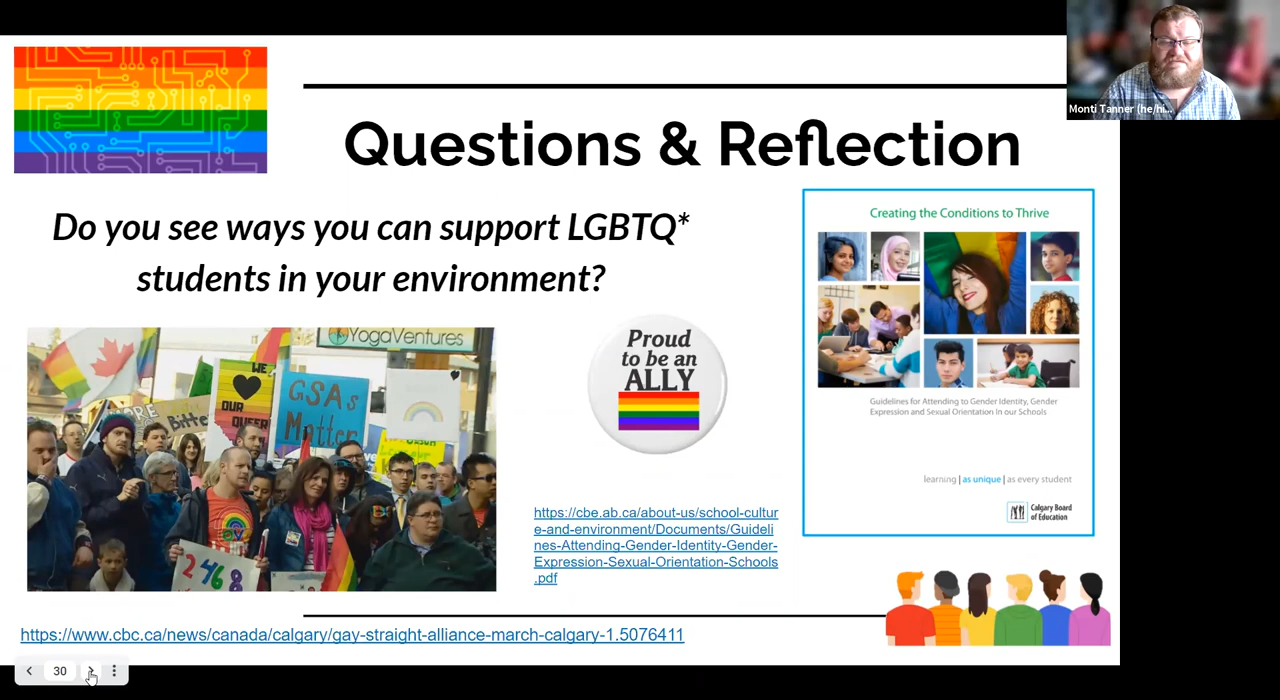 Monti Tanner (he/hi...
Questions & Reflection
Do you see ways you can support LGBTQ*
students in your environment?
Creating the Conditions to Thrive
Guidelines for Attending to Gender Identity, Gender
Expression and Sexual Orientation In our Schools
learning | as unique | as every student
Calgary Board
of Education
YogaVentures
WE
OUR
QUEER
GSAs
Matter
MORE
Bitter
2468
Proud
to be an
ALLY
https://cbe.ab.ca/about-us/school-cultur
e-and-environment/Documents/Guideli
nes-Attending-Gender-Identity-Gender-
Expression-Sexual-Orientation-Schools
.pdf
https://www.cbc.ca/news/canada/calgary/gay-straight-alliance-march-calgary-1.5076411
30